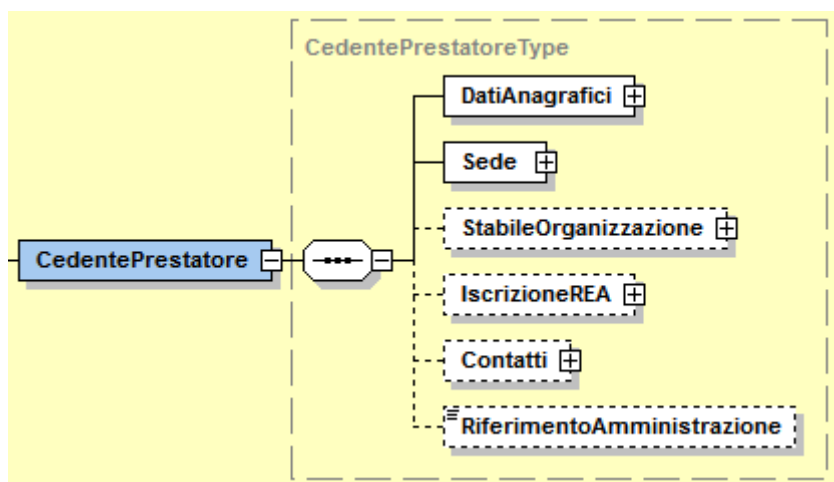 CedentePrestatoreType
DatiAnagrafici
Sede
StabileOrganizzazione
CedentePrestatore
IscrizioneREA
Contatti
RiferimentoAmministrazione